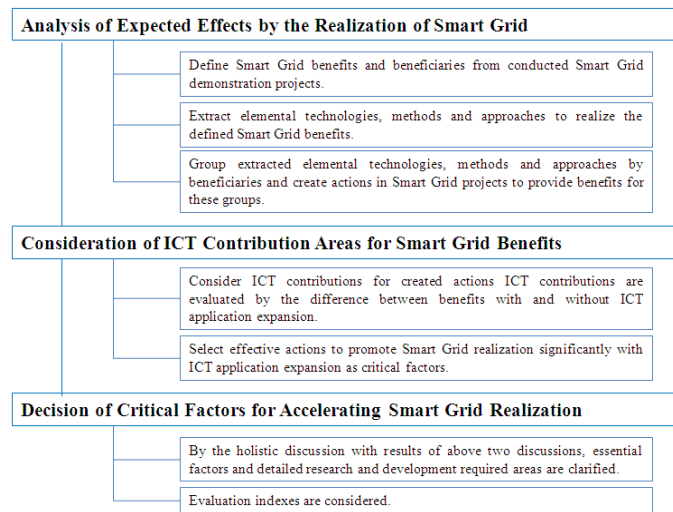 Analysis of Expected Effects by the Realization of Smart Grid
Define Smart Grid benefits and beneficiaries from conducted Smart Grid
demonstration projects.
Extract elemental technologies, methods and approaches to realize the
defined Smart Grid benefits.
Group extracted elemental technologies, methods and approaches by
beneficiaries and create actions in Smart Grid projects to provide benefits for
these groups.
Consideration of ICT Contribution Areas for Smart Grid Benefits
Consider ICT contributions for created actions ICT contributions are
evaluated by the difference between benefits with and without ICT
application expansion.
Select effective actions to promote Smart Grid realization significantly with
ICT application expansion as critical factors.
Decision of Critical Factors for Accelerating Smart Grid Realization
By the holistic discussion with results of above two discussions, essential
factors and detailed research and development required areas are clarified.
Evaluation indexes are considered.